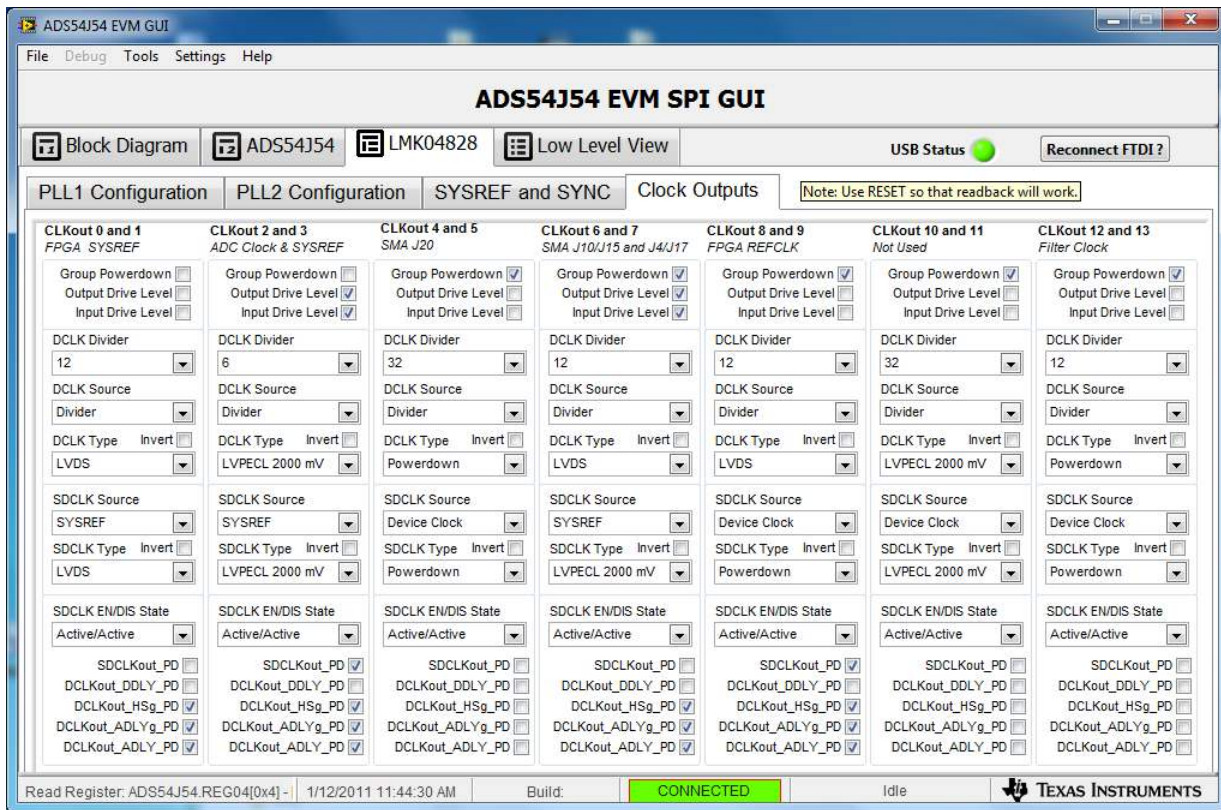 ADS54J54 EVM GUI
File Debug Tools Settings Help
ADS54J54 EVM SPI GUI
Block Diagram ADS54J54 LMK04828 Low Level View USB Status Reconnect FTDI ?
PLL1 Configuration PLL2 Configuration SYSREF and SYNC Clock Outputs Note: Use RESET so that readback will work.
CLKout 0 and 1 CLKout 2 and 3 CLKout 4 and 5 CLKout 6 and 7 CLKout 8 and 9 CLKout 10 and 11 CLKout 12 and 13
FPGA SYSREF ADC Clock & SYSREF SMA J20 SMA J10/J15 and J4/J17 FPGA REFCLK Not Used Filter Clock
Group Powerdown Group Powerdown Group Powerdown Group Powerdown Group Powerdown Group Powerdown Group Powerdown
Output Drive Level Output Drive Level Output Drive Level Output Drive Level Output Drive Level Output Drive Level Output Drive Level
Input Drive Level Input Drive Level Input Drive Level Input Drive Level Input Drive Level Input Drive Level Input Drive Level
DCLK Divider DCLK Divider DCLK Divider DCLK Divider DCLK Divider DCLK Divider DCLK Divider
12 6 32 12 12 32 12
DCLK Source DCLK Source DCLK Source DCLK Source DCLK Source DCLK Source DCLK Source
Divider Divider Divider Divider Divider Divider Divider
DCLK Type Invert DCLK Type Invert DCLK Type Invert DCLK Type Invert DCLK Type Invert DCLK Type Invert DCLK Type Invert
LVDS LVPECL 2000 mV Powerdown LVDS LVDS LVPECL 2000 mV Powerdown
SDCLK Source SDCLK Source SDCLK Source SDCLK Source SDCLK Source SDCLK Source SDCLK Source
SYSREF SYSREF Device Clock SYSREF Device Clock Device Clock Device Clock
SDCLK Type Invert SDCLK Type Invert SDCLK Type Invert SDCLK Type Invert SDCLK Type Invert SDCLK Type Invert SDCLK Type Invert
LVDS LVPECL 2000 mV Powerdown LVPECL 2000 mV Powerdown LVPECL 2000 mV Powerdown
SDCLK EN/DIS State SDCLK EN/DIS State SDCLK EN/DIS State SDCLK EN/DIS State SDCLK EN/DIS State SDCLK EN/DIS State SDCLK EN/DIS State
Active/Active Active/Active Active/Active Active/Active Active/Active Active/Active Active/Active
SDCLKout_PD SDCLKout_PD SDCLKout_PD SDCLKout_PD SDCLKout_PD SDCLKout_PD SDCLKout_PD
DCLKout_DDLY_PD DCLKout_DDLY_PD DCLKout_DDLY_PD DCLKout_DDLY_PD DCLKout_DDLY_PD DCLKout_DDLY_PD DCLKout_DDLY_PD
DCLKout_HSg_PD DCLKout_HSg_PD DCLKout_HSg_PD DCLKout_HSg_PD DCLKout_HSg_PD DCLKout_HSg_PD DCLKout_HSg_PD
DCLKout_ADLYg_PD DCLKout_ADLYg_PD DCLKout_ADLYg_PD DCLKout_ADLYg_PD DCLKout_ADLYg_PD DCLKout_ADLYg_PD DCLKout_ADLYg_PD
DCLKout_ADLY_PD DCLKout_ADLY_PD DCLKout_ADLY_PD DCLKout_ADLY_PD DCLKout_ADLY_PD DCLKout_ADLY_PD DCLKout_ADLY_PD
Read Register: ADS54J54.REG04[0x4] - 1/12/2011 11:44:30 AM Build: CONNECTED Idle TEXAS INSTRUMENTS